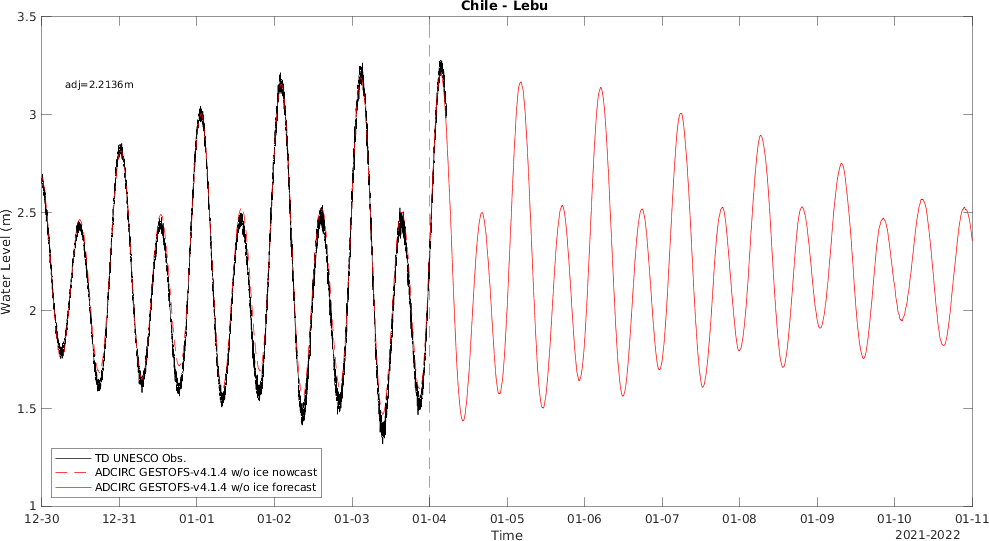 Chile - Lebu
3.5
adj=2.2136m
3
2.5
Water Level (m)
2
1.5
TD UNESCO Obs.
ADCIRC GESTOFS-v4.1.4 w/o ice nowcast
ADCIRC GESTOFS-v4.1.4 w/o ice forecast
1
12-30 12-31 01-01 01-02 01-03 01-04 01-05 01-06 01-07 01-08 01-09 01-10 01-11
Time
2021-2022